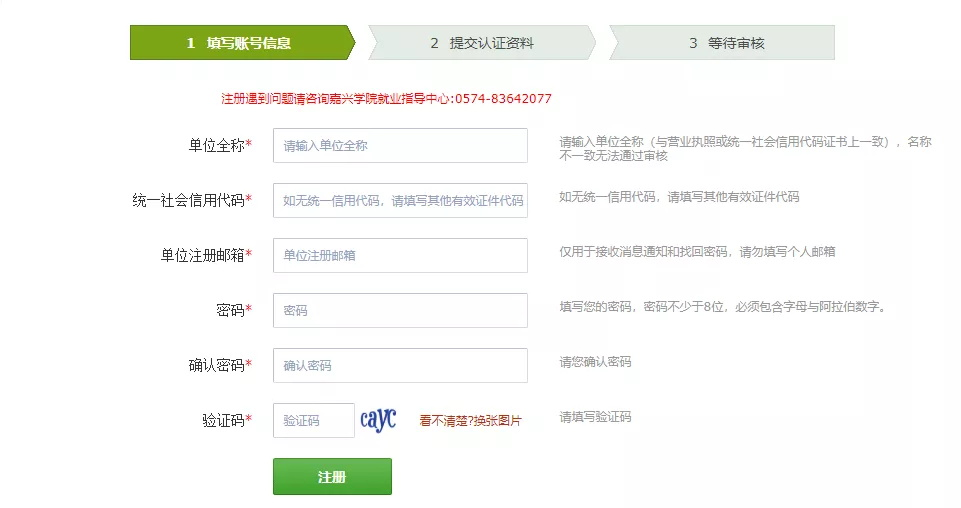 1 填写账号信息 2 提交认证资料 3 等待审核
注册遇到问题请咨询嘉兴学院就业指导中心:0574-83642077
单位全称* 请输入单位全称 请输入单位全称（与营业执照或统一社会信用代码证书上一致），名称
不一致无法通过审核
统一社会信用代码* 如无统一信用代码，请填写其他有效证件代码 如无统一信用代码，请填写其他有效证件代码
单位注册邮箱* 单位注册邮箱 仅用于接收消息通知和找回密码，请勿填写个人邮箱
密码* 密码 填写您的密码，密码不少于8位，必须包含字母与阿拉伯数字。
确认密码* 确认密码 请您确认密码
验证码* 验证码 cayc 看不清楚?换张图片 请填写验证码
注册